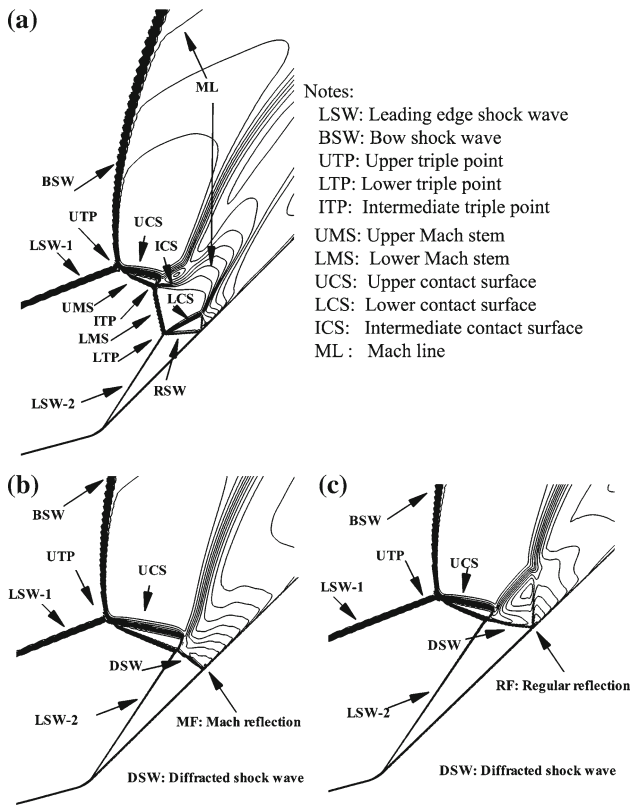 (a)
ML
BSW
UTP
UCS
LSW-1
ICS
UMS
LCS
ITP
LMS
LTP
RSW
LSW-2
Notes:
LSW: Leading edge shock wave
BSW: Bow shock wave
UTP: Upper triple point
LTP: Lower triple point
ITP: Intermediate triple point
UMS: Upper Mach stem
LMS: Lower Mach stem
UCS: Upper contact surface
LCS: Lower contact surface
ICS: Intermediate contact surface
ML : Mach line
(b)
BSW
UTP
UCS
LSW-1
DSW
LSW-2
MF: Mach reflection
DSW: Diffracted shock wave
(c)
BSW
UTP
UCS
LSW-1
DSW
RF: Regular reflection
LSW-2
DSW: Diffracted shock wave